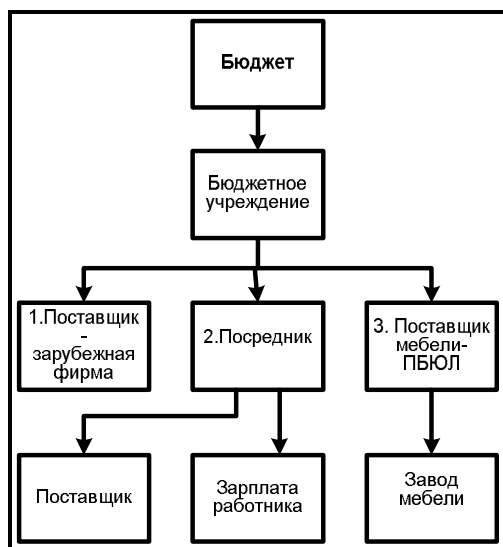 Бюджет
Бюджетное
учреждение
1.Поставщик
-
зарубежная
фирма
2.Посредник
3. Поставщик
мебели-
ПБЮЛ
Поставщик
Зарплата
работника
Завод
мебели